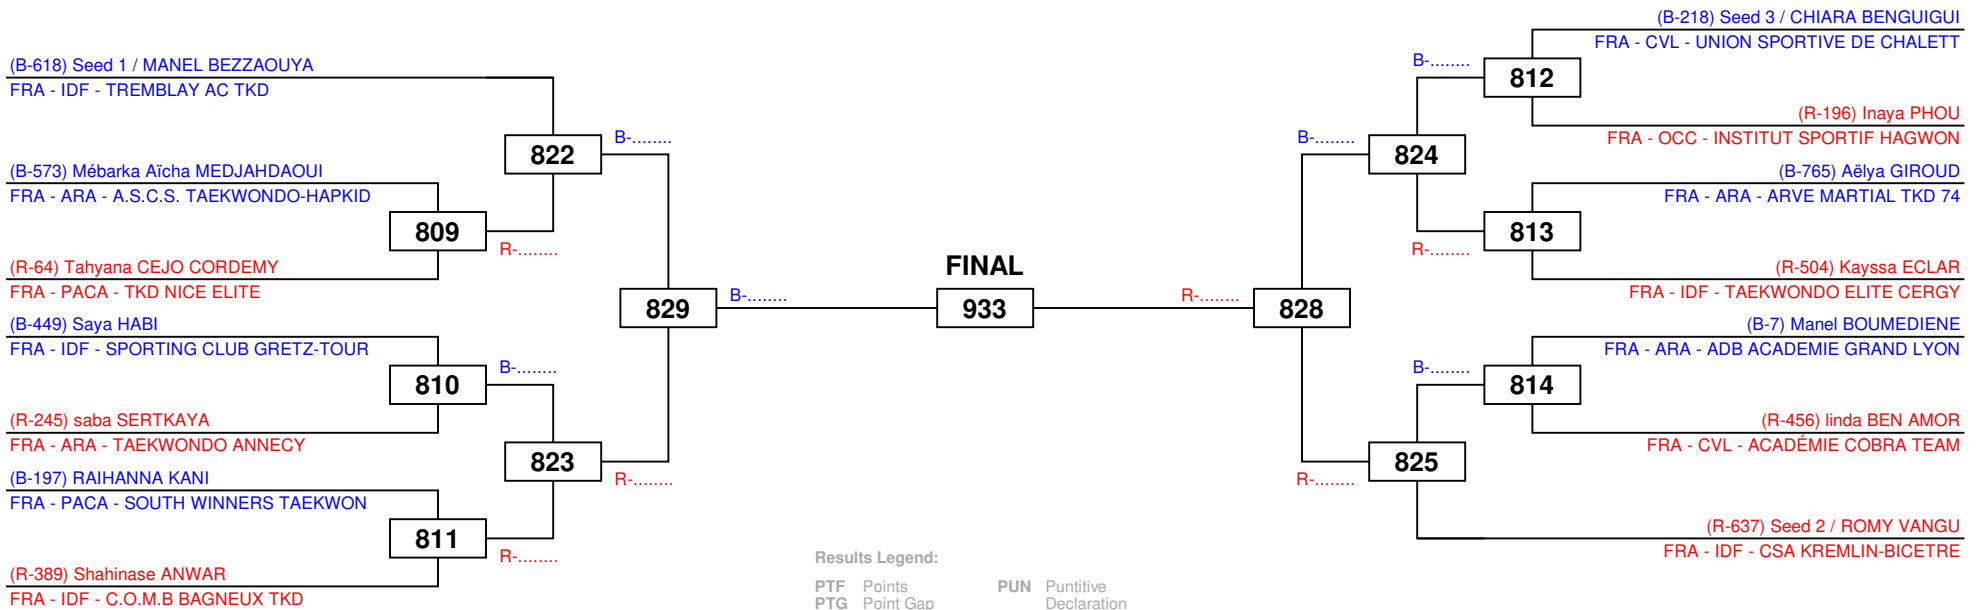 (B-618) Seed 1 / MANEL BEZZAOUYA
FRA - IDF - TREMBLAY AC TKD
822
B-........
(B-573) Mébarka Aïcha MEDJAHDAOUI
FRA - ARA - A.S.C.S. TAEKWONDO-HAPKID
809
R-........
(R-64) Tahyana CEJO CORDEMY
FRA - PACA - TKD NICE ELITE
829
B-........
(B-449) Saya HABI
FRA - IDF - SPORTING CLUB GRETZ-TOUR
810
B-........
(R-245) saba SERTKAYA
FRA - ARA - TAEKWONDO ANNECY
823
R-........
(B-197) RAIHANNA KANI
FRA - PACA - SOUTH WINNERS TAEKWON
811
R-........
(R-389) Shahinase ANWAR
FRA - IDF - C.O.M.B BAGNEUX TKD
FINAL
933
(B-218) Seed 3 / CHIARA BENGUIGUI
FRA - CVL - UNION SPORTIVE DE CHALETT
B-........
812
(R-196) Inaya PHOU
FRA - OCC - INSTITUT SPORTIF HAGWON
B-........
824
(B-765) Aëlya GIROUD
FRA - ARA - ARVE MARTIAL TKD 74
R-........
813
(R-504) Kayssa ECLAR
FRA - IDF - TAEKWONDO ELITE CERGY
R-........
828
(B-7) Manel BOUMEDIENE
FRA - ARA - ADB ACADEMIE GRAND LYON
B-........
814
(R-456) linda BEN AMOR
FRA - CVL - ACADÉMIE COBRA TEAM
R-........
825
(R-637) Seed 2 / ROMY VANGU
FRA - IDF - CSA KREMLIN-BICETRE
Results Legend:
PTF Points
PTG Point Gap
PUN Puntitive
Declaration